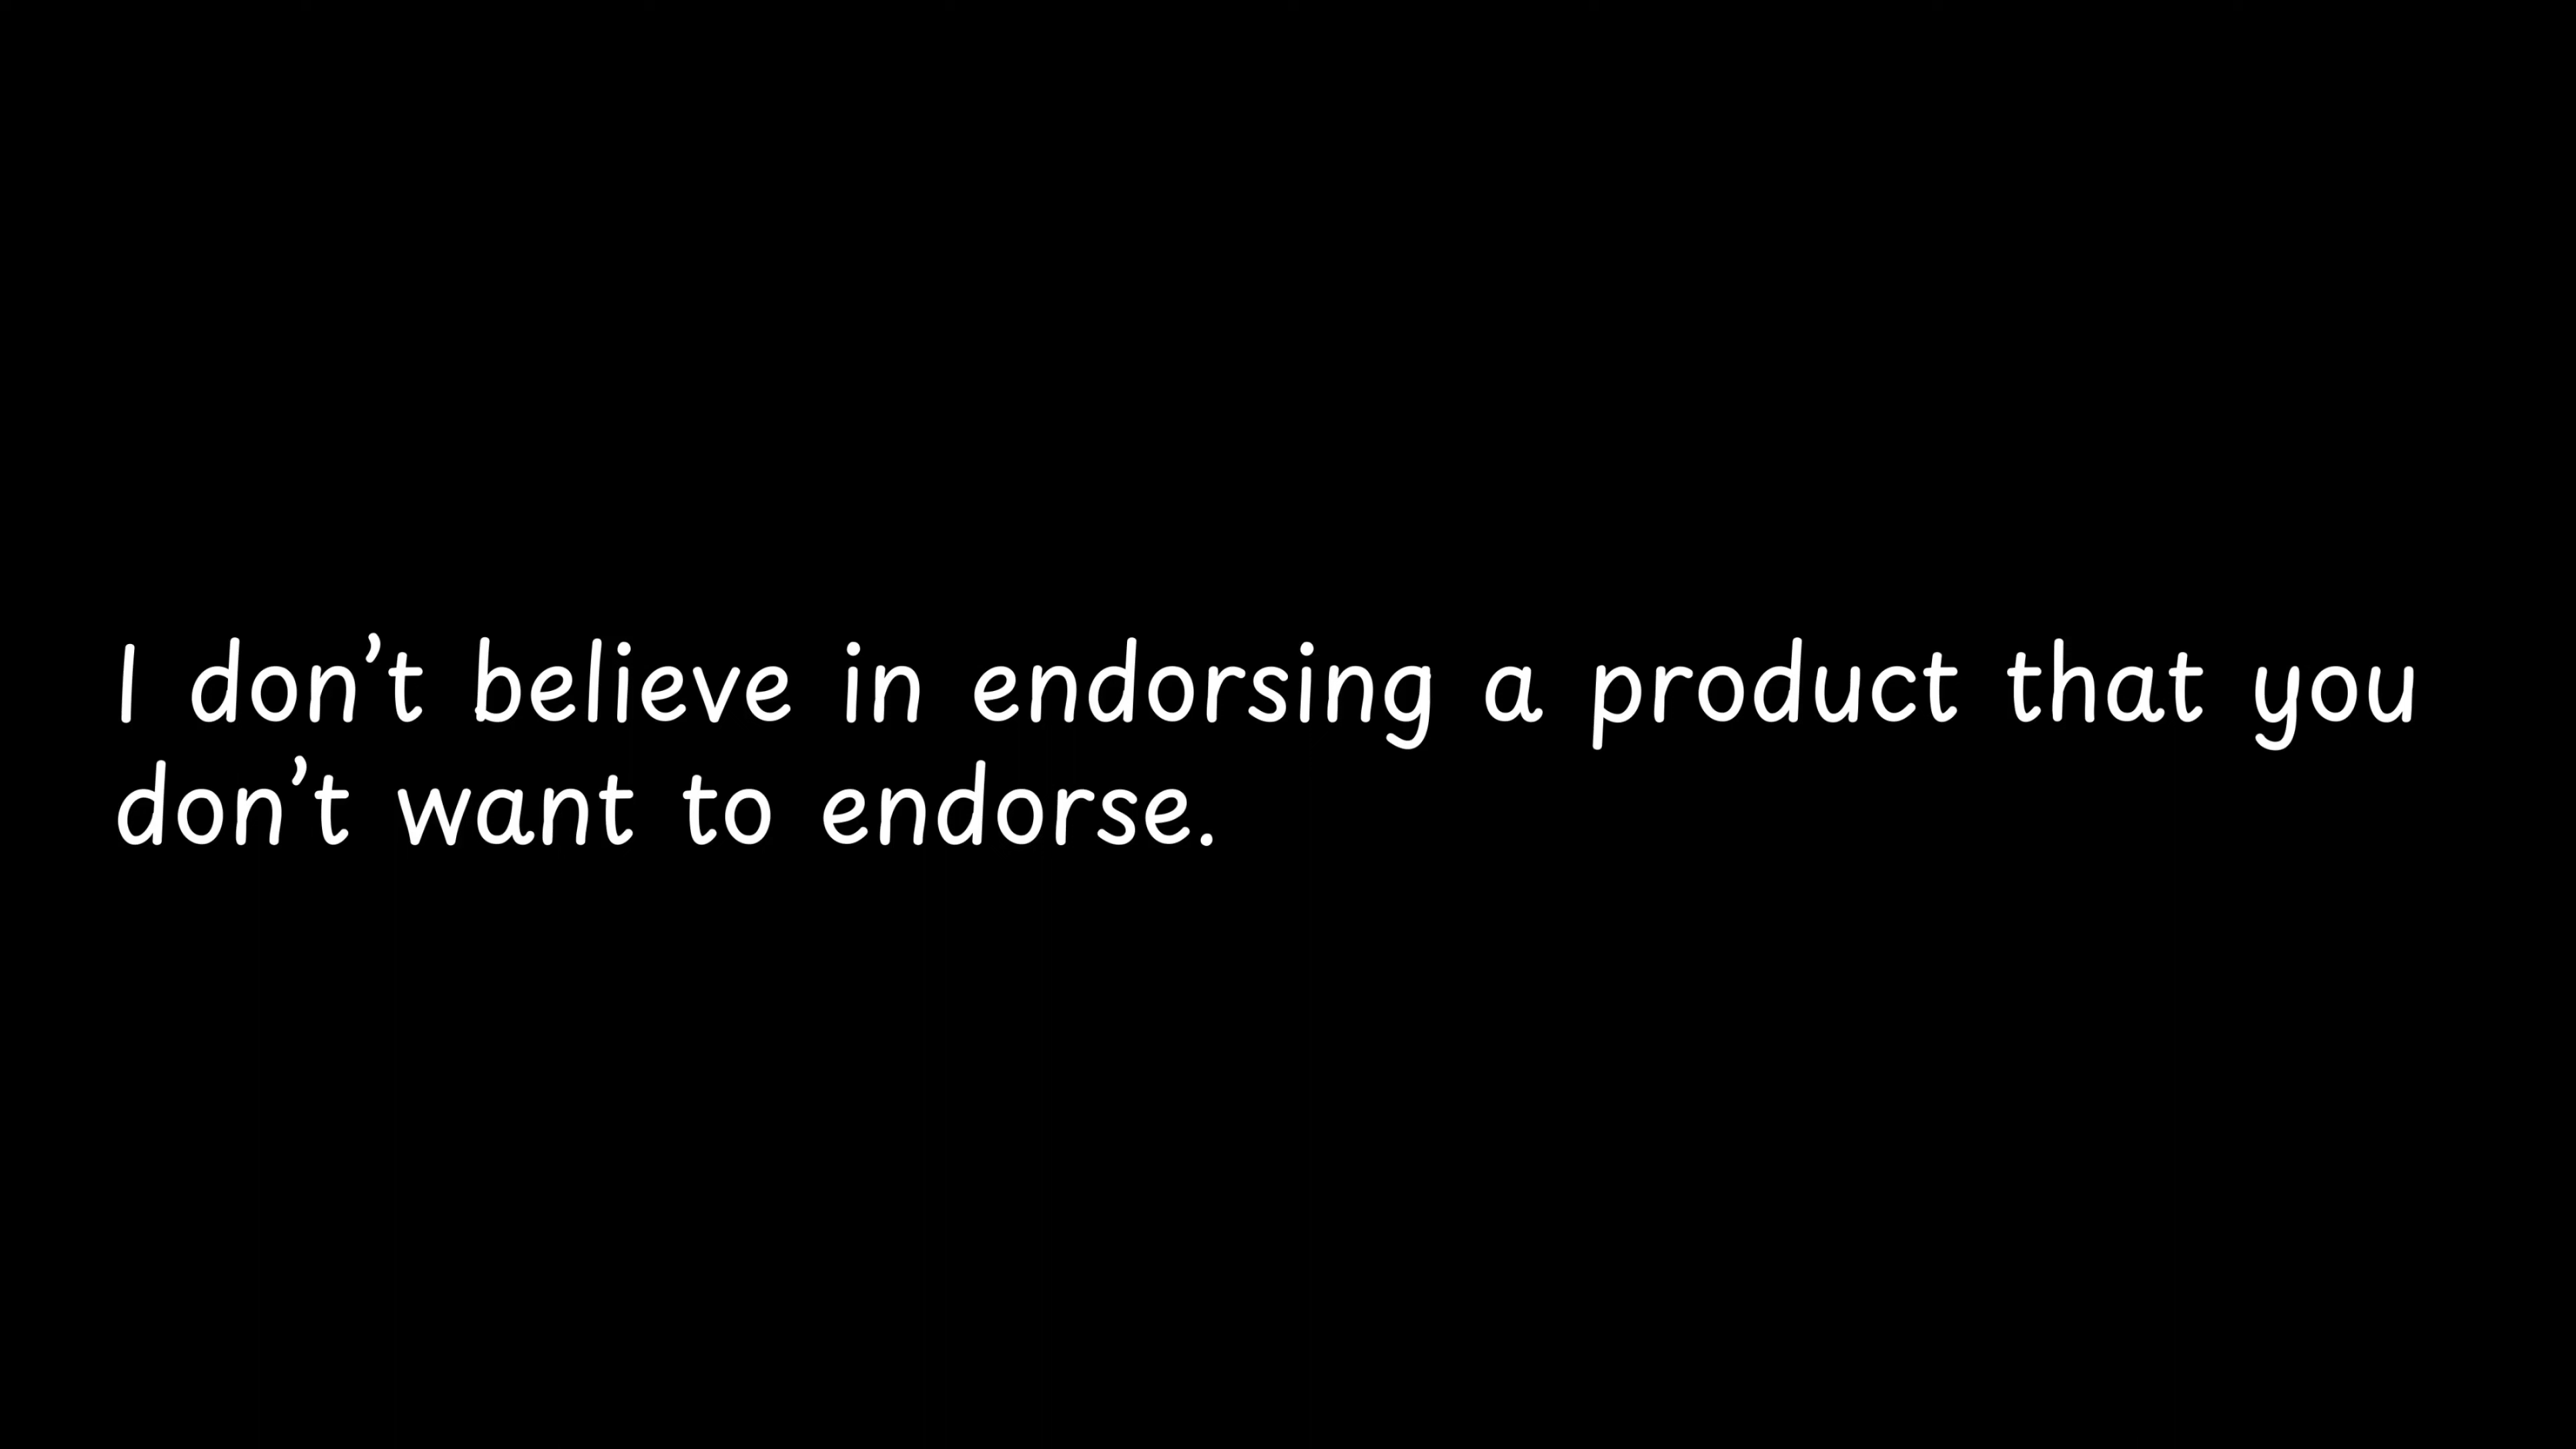 I don’t believe in endorsing a product that you
don’t want to endorse.